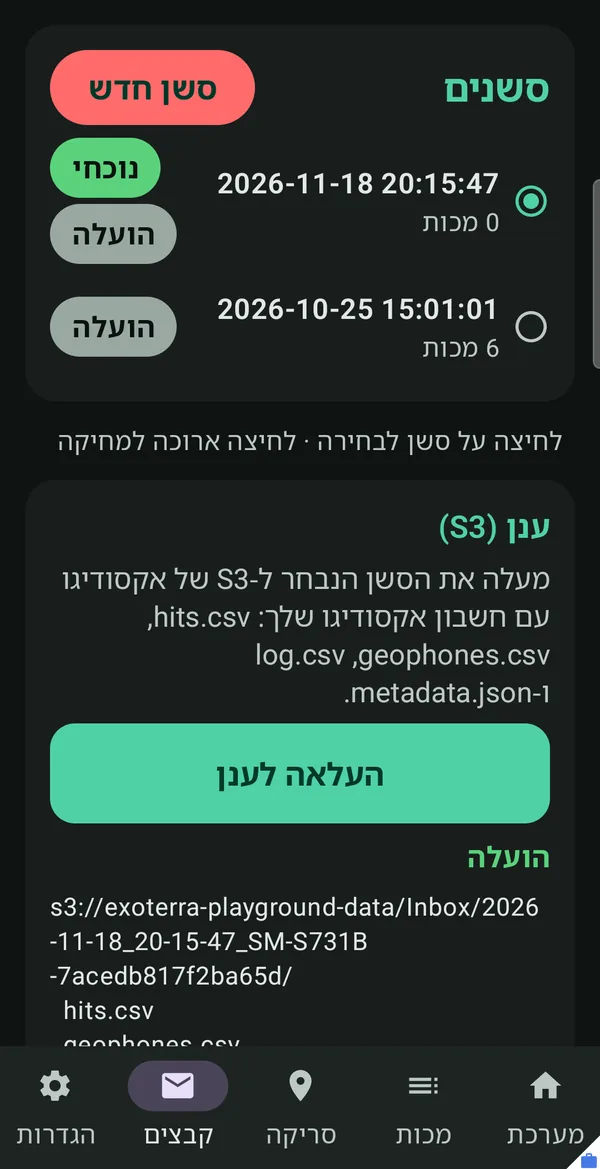 סשנים
סשן חדש
2026-11-18 20:15:47
0 מכות
נוכחי
הועלה
2026-10-25 15:01:01
6 מכות
הועלה
לחיצה על סשן לבחירה · לחיצה ארוכה למחיקה
ענן (S3)
מעלה את הסשן הנבחר ל-S3 של אקסודיגו
עם חשבון אקסודיגו שלך: hits.csv,
log.csv ,geophones.csv
ו-metadata.json.
העלאה לענן
הועלה
s3://exoterra-playground-data/Inbox/2026
-11-18_20-15-47_SM-S731B
-7acedb817f2ba65d/
hits.csv
geophones.csv
מערכת
מכות
סריקה
קבצים
הגדרות